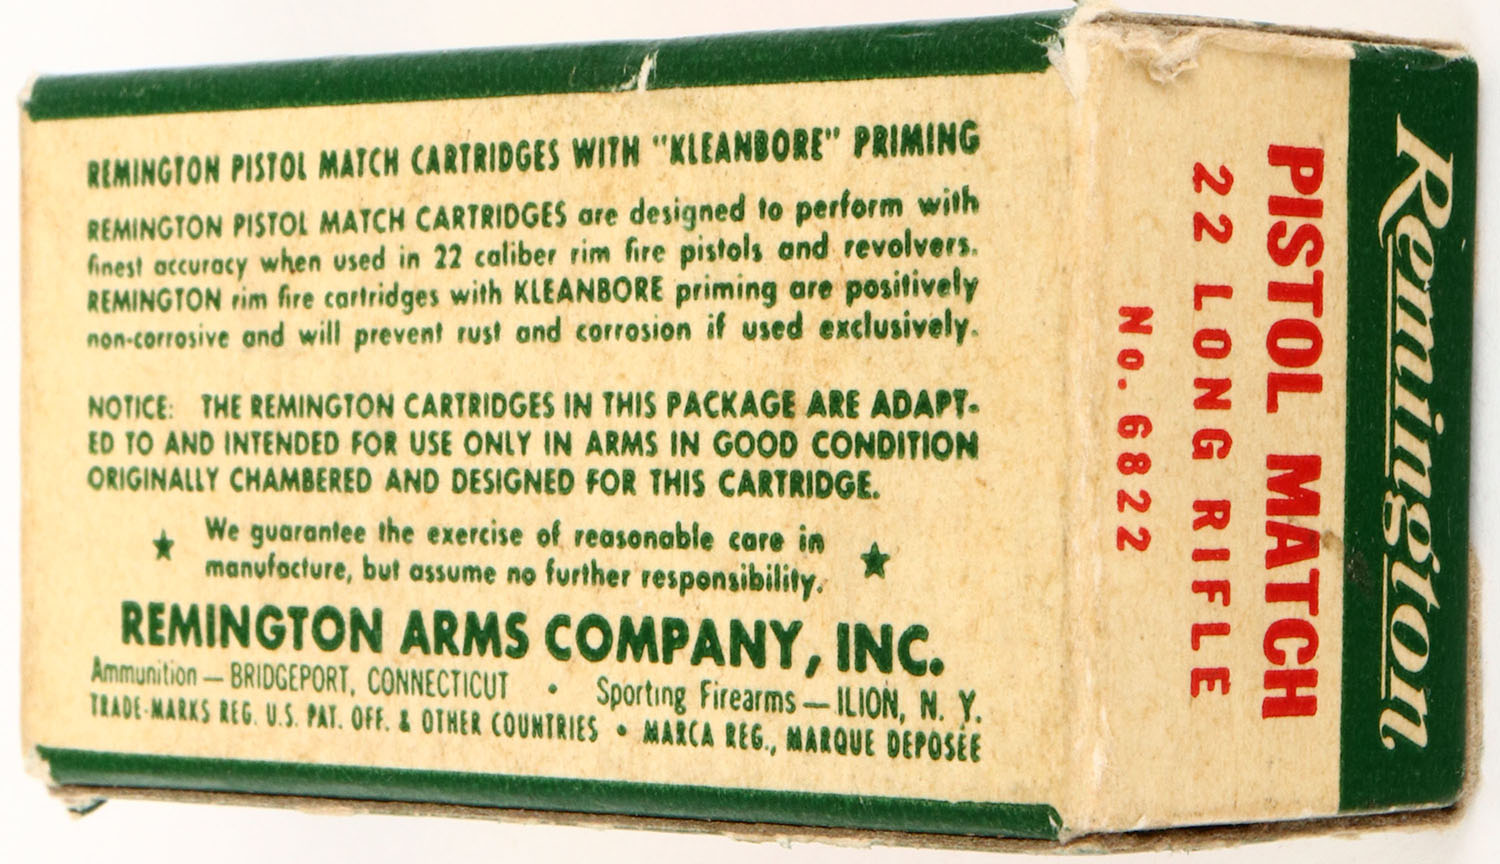 REMINGTON PISTOL MATCH CARTRIDGES WITH "KLEANBORE" PRIMING
REMINGTON PISTOL MATCH CARTRIDGES are designed to perform with
finest accuracy when used in 22 caliber rim fire pistols and revolvers.
REMINGTON rim fire cartridges with KLEANBORE priming are positively
non-corrosive and will prevent rust and corrosion if used exclusively.
NOTICE: THE REMINGTON CARTRIDGES IN THIS PACKAGE ARE ADAPT-
ED TO AND INTENDED FOR USE ONLY IN ARMS IN GOOD CONDITION
ORIGINALLY CHAMBERED AND DESIGNED FOR THIS CARTRIDGE.
★ We guarantee the exercise of reasonable care in ★
manufacture, but assume no further responsibility.
REMINGTON ARMS COMPANY, INC.
Ammunition — BRIDGEPORT, CONNECTICUT • Sporting Firearms — ILION, N. Y.
TRADE-MARKS REG. U.S. PAT. OFF. & OTHER COUNTRIES • MARCA REG., MARQUE DEPOSÉE
Remington
PISTOL MATCH
22 LONG RIFLE
No. 6822